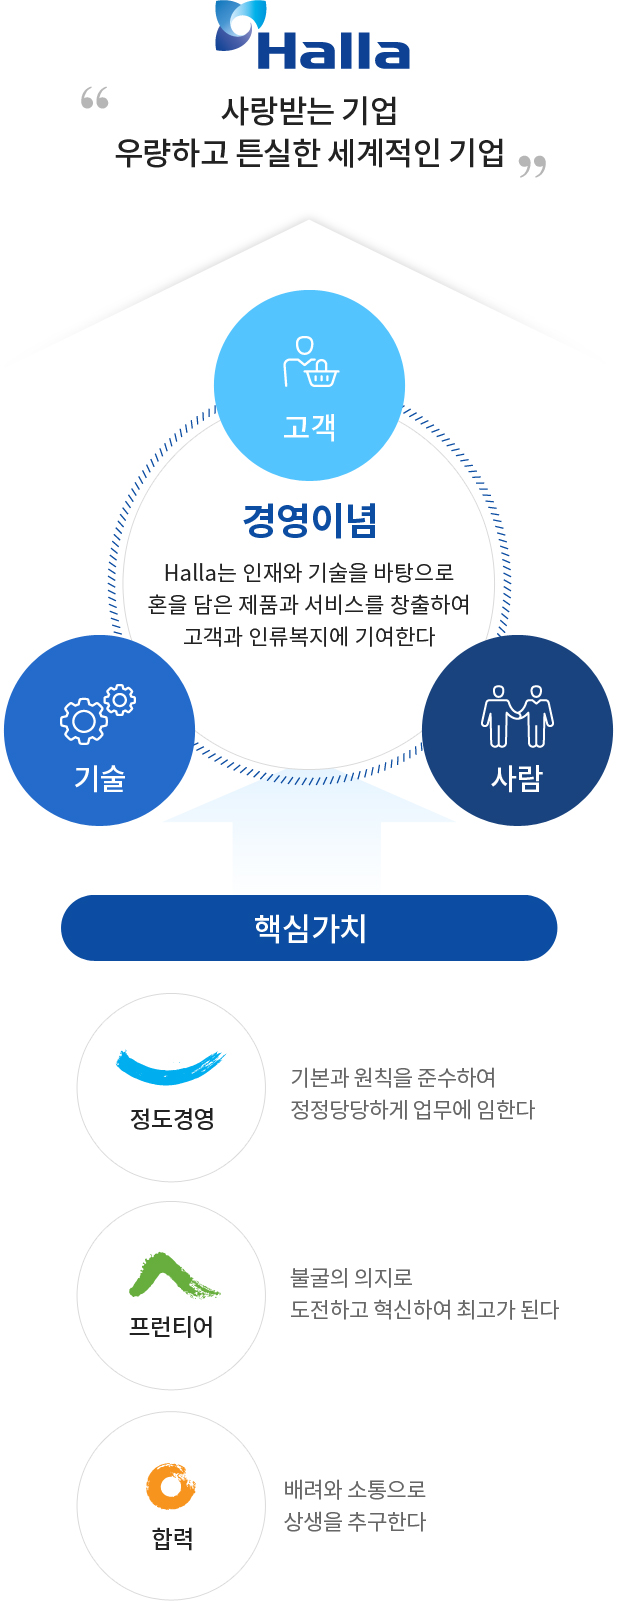 Halla
“
사랑받는 기업
우량하고 튼실한 세계적인 기업
”
고객
경영이념
Halla는 인재와 기술을 바탕으로
혼을 담은 제품과 서비스를 창출하여
고객과 인류복지에 기여한다
기술
사람
핵심가치
정도경영
기본과 원칙을 준수하여
정정당당하게 업무에 임한다
프런티어
불굴의 의지로
도전하고 혁신하여 최고가 된다
합력
배려와 소통으로
상생을 추구한다